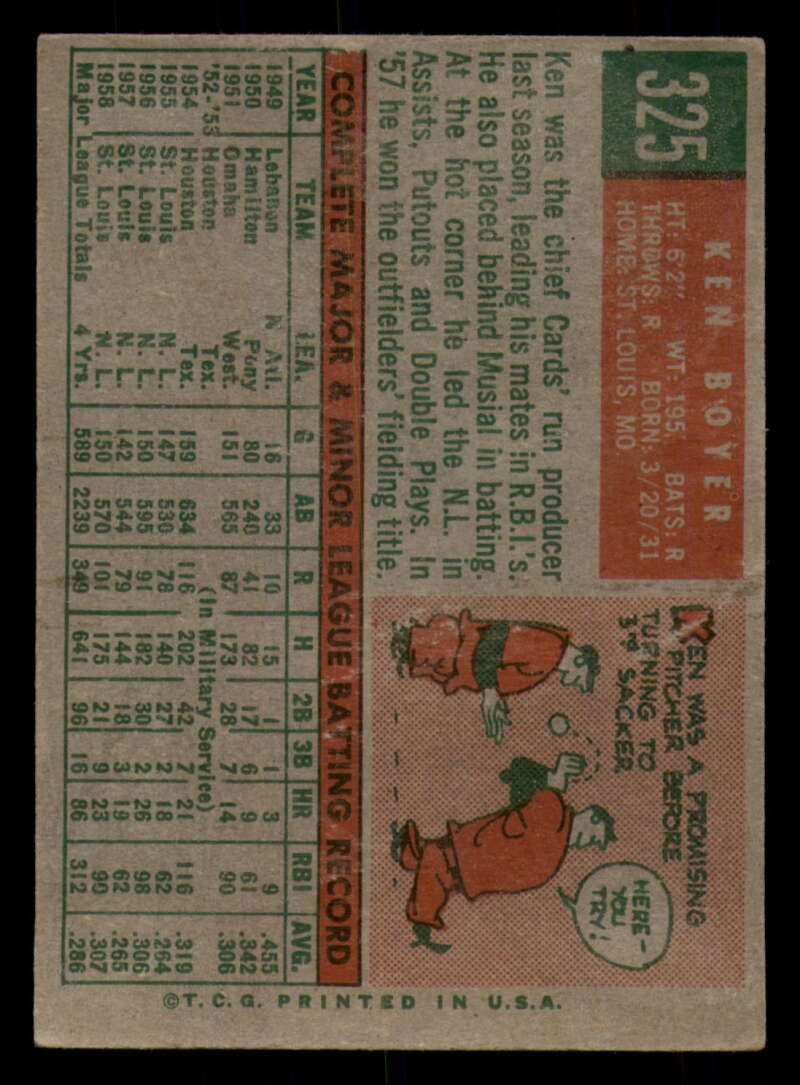 325
KEN BOYER
HT: 6'2" WT: 195 BATS: R
THROWS: R BORN: 3/20/31
HOME: ST. LOUIS, MO.
Ken was the chief Cards' run producer
last season, leading his mates in R.B.I.'s.
He also placed behind Musial in batting.
At the hot corner he led the N.L. in
Assists, Putouts and Double Plays. In
'57 he won the outfielders' fielding title.
KEN WAS A PROMISING
PITCHER BEFORE
TURNING TO
3RD SACKER
HERE-
YOU
TRY!
COMPLETE MAJOR & MINOR LEAGUE BATTING RECORD
YEAR TEAM LEA. G AB R H 2B 3B HR RBI AVG.
1949 Lebanon N. Atl. 16 33 10 15 1 1 3 9 .455
1950 Hamilton Pony 80 240 41 82 17 6 9 61 .342
1951 Omaha West. 151 565 87 173 28 7 14 90 .306
'52-'53 Houston Tex. (In Military Service)
1954 Houston Tex. 159 634 116 202 42 7 21 116 .319
1955 St. Louis N. L. 147 530 78 140 27 2 18 62 .264
1956 St. Louis N. L. 150 595 91 182 30 2 26 98 .306
1957 St. Louis N. L. 142 544 79 144 18 3 19 62 .265
1958 St. Louis N. L. 150 570 101 175 21 9 23 90 .307
Major League Totals 4 Yrs. 589 2239 349 641 96 16 86 312 .286
©T.C.G. PRINTED IN U.S.A.